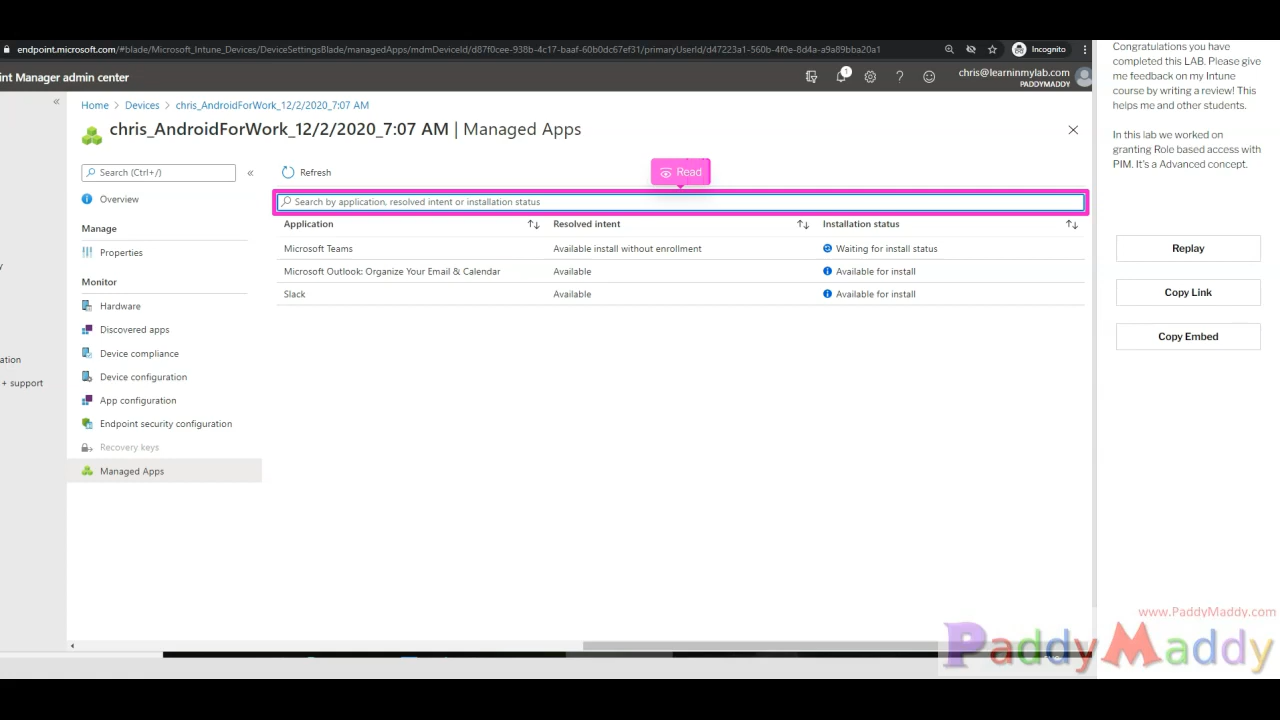 endpoint.microsoft.com/#blade/Microsoft_Intune_Devices/DeviceSettingsBlade/managedApps/mdmDeviceId/d87f0cee-938b-4c17-baaf-60b0dc67ef31/primaryUserId/d47223a1-560b-4f0e-8d4a-a9a89bba20a1
Incognito
int Manager admin center
1
chris@learninmylab.com
PADDYMADDY
Home > Devices > chris_AndroidForWork_12/2/2020_7:07 AM
chris_AndroidForWork_12/2/2020_7:07 AM | Managed Apps
Search (Ctrl+/)
Overview
Manage
Properties
Monitor
Hardware
Discovered apps
Device compliance
Device configuration
App configuration
Endpoint security configuration
Recovery keys
Managed Apps
y
ation
+ support
Refresh
Read
Search by application, resolved intent or installation status
Application Resolved intent Installation status
Microsoft Teams Available install without enrollment Waiting for install status
Microsoft Outlook: Organize Your Email & Calendar Available Available for install
Slack Available Available for install
Congratulations you have
completed this LAB. Please give
me feedback on my Intune
course by writing a review! This
helps me and other students.
In this lab we worked on
granting Role based access with
PIM. It's a Advanced concept.
Replay
Copy Link
Copy Embed
www.PaddyMaddy.com
PaddyMaddy